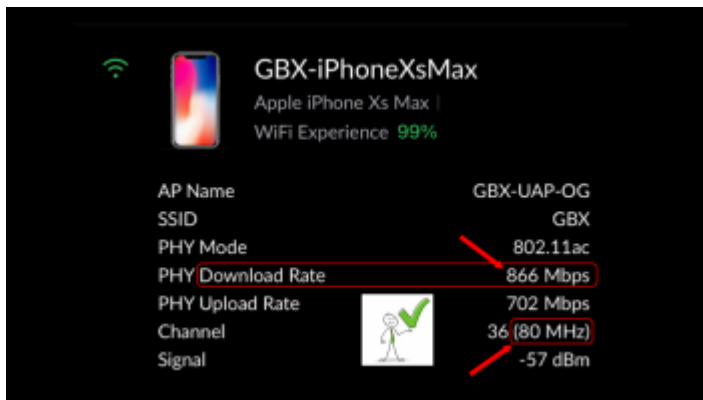 GBX-iPhoneXsMax
Apple iPhone Xs Max
WiFi Experience 99%
AP Name GBX-UAP-OG
SSID GBX
PHY Mode 802.11ac
PHY Download Rate 866 Mbps
PHY Upload Rate 702 Mbps
Channel 36 (80 MHz)
Signal -57 dBm